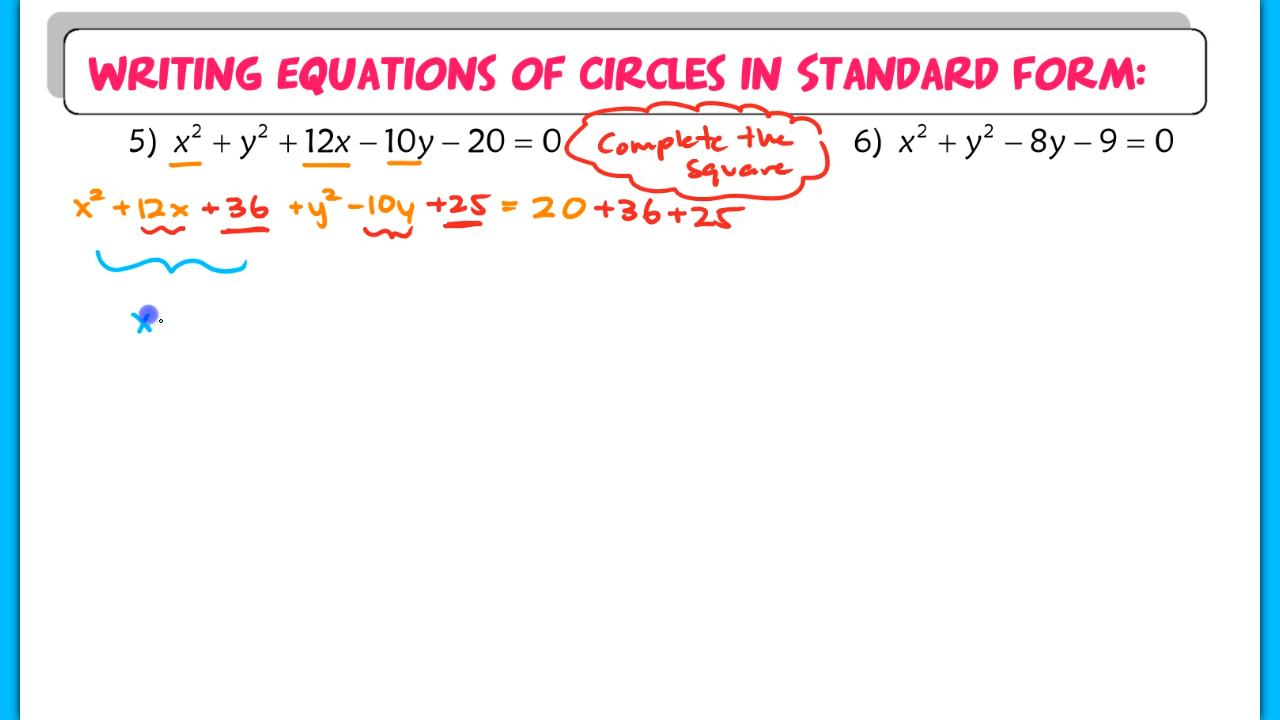 WRITING EQUATIONS OF CIRCLES IN STANDARD FORM:
5) x² + y² + 12x − 10y − 20 = 0
Complete the
square
6) x² + y² − 8y − 9 = 0
x² + 12x + 36 + y² − 10y + 25 = 20 + 36 + 25
x